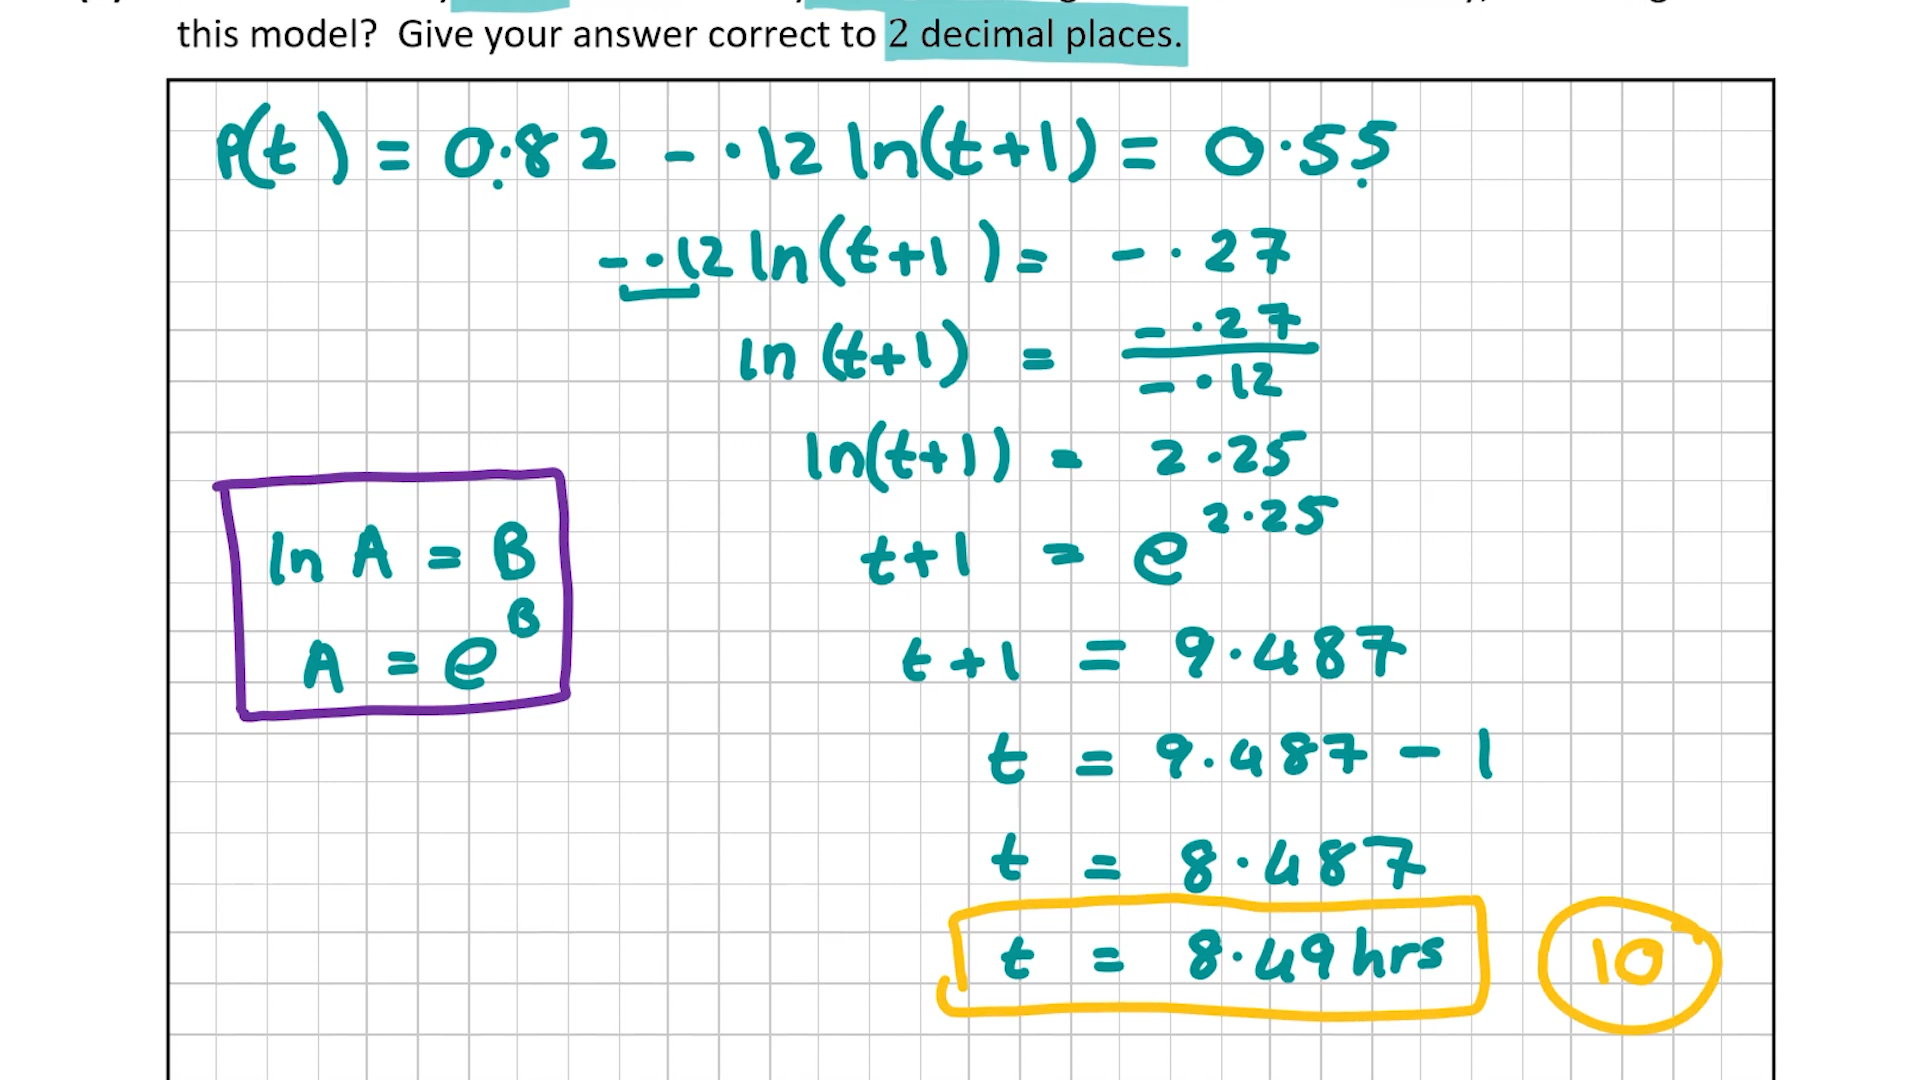 this model? Give your answer correct to 2 decimal places.
P(t) = 0.82 - .12 ln(t+1) = 0.55
- .12 ln(t+1) = - .27
ln (t+1) = - .27 / - .12
ln(t+1) = 2.25
t+1 = e^2.25
t+1 = 9.487
t = 9.487 - 1
t = 8.487
t = 8.49 hrs
10
ln A = B
A = e^B